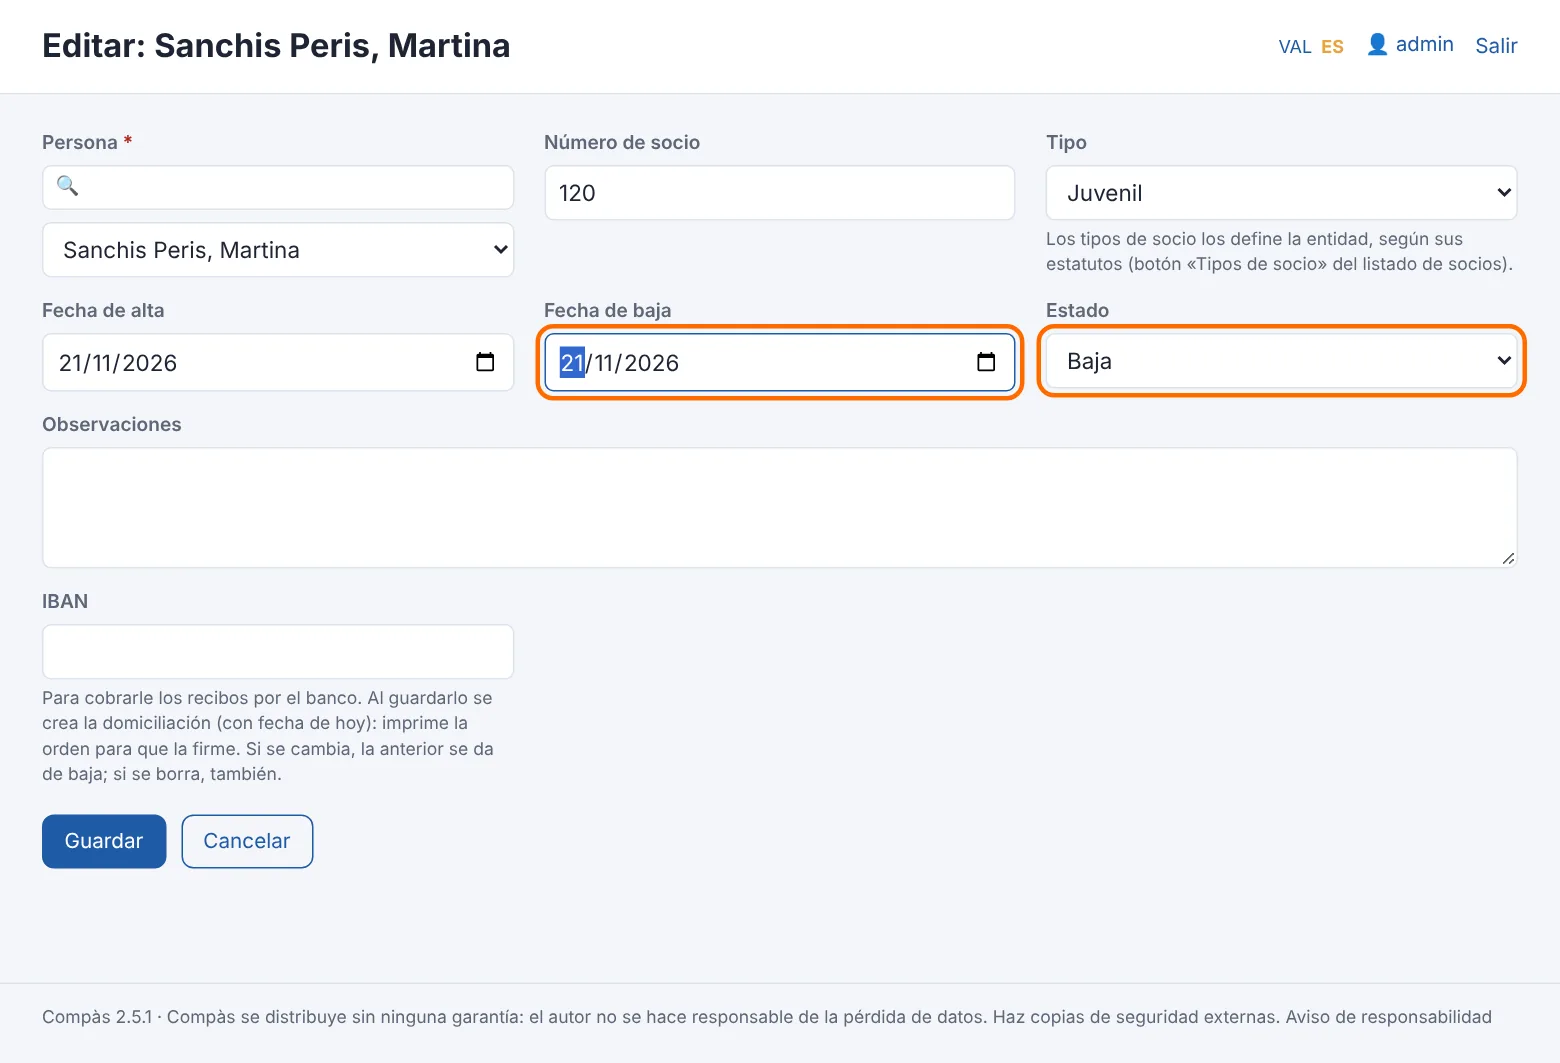 Editar: Sanchis Peris, Martina
VAL ES admin Salir
Persona *
Número de socio
Tipo
120
Juvenil
Sanchis Peris, Martina
Los tipos de socio los define la entidad, según sus
estatutos (botón «Tipos de socio» del listado de socios).
Fecha de alta
Fecha de baja
Estado
21/11/2026
21/11/2026
Baja
Observaciones
IBAN
Para cobrarle los recibos por el banco. Al guardarlo se
crea la domiciliación (con fecha de hoy): imprime la
orden para que la firme. Si se cambia, la anterior se da
de baja; si se borra, también.
Guardar
Cancelar
Compàs 2.5.1 · Compàs se distribuye sin ninguna garantía: el autor no se hace responsable de la pérdida de datos. Haz copias de seguridad externas. Aviso de responsabilidad